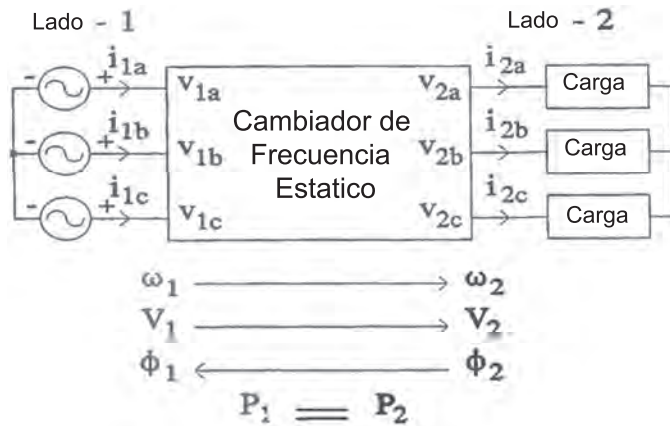 Lado - 1
Lado - 2
- + i1a v1a v2a i2a Carga
Cambiador de
- + i1b v1b v2b i2b Carga
Frecuencia
Estatico
- + i1c v1c v2c i2c Carga
ω1 ω2
V1 V2
ϕ1 ϕ2
P1 = P2